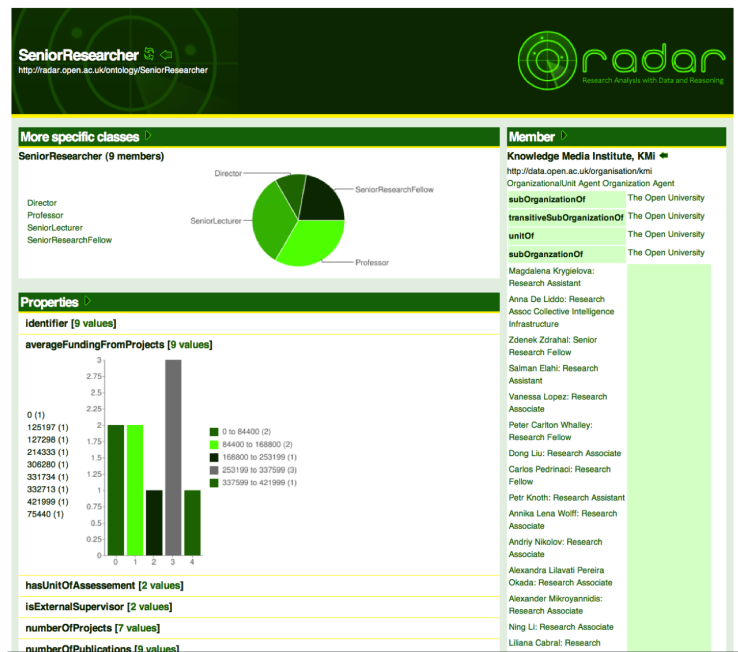 SeniorResearcher
http://radar.open.ac.uk/ontology/SeniorResearcher
radar
Research Analysis with Data and Reasoning
More specific classes
SeniorResearcher (9 members)
Director
Professor
SeniorLecturer
SeniorResearchFellow
Director
SeniorResearchFellow
SeniorLecturer
Professor
Properties
identifier [9 values]
averageFundingFromProjects [9 values]
0 (1)
125197 (1)
127298 (1)
214333 (1)
306280 (1)
331734 (1)
332713 (1)
421999 (1)
75440 (1)
3
2.75
2.5
2.25
2
1.75
1.5
1.25
1
0.75
0.5
0.25
0
0 1 2 3 4
0 to 84400 (2)
84400 to 168800 (2)
168800 to 253199 (1)
253199 to 337599 (3)
337599 to 421999 (1)
hasUnitOfAssessement [2 values]
isExternalSupervisor [2 values]
numberOfProjects [7 values]
numberOfPublications [9 values]
Member
Knowledge Media Institute, KMi
http://data.open.ac.uk/organisation/kmi
OrganizationalUnit Agent Organization Agent
subOrganizationOf The Open University
transitiveSubOrganizationOf The Open University
unitOf The Open University
subOrganzationOf The Open University
Magdalena Krygielova:
Research Assistant
Anna De Liddo: Research
Assoc Collective Intelligence
Infrastructure
Zdenek Zdrahal: Senior
Research Fellow
Salman Elahi: Research
Assistant
Vanessa Lopez: Research
Associate
Peter Carlton Whalley:
Research Fellow
Dong Liu: Research Associate
Carlos Pedrinaci: Research
Fellow
Petr Knoth: Research Assistant
Annika Lena Wolff: Research
Associate
Andriy Nikolov: Research
Associate
Alexandra Lilavati Pereira
Okada: Research Associate
Alexander Mikroyannidis:
Research Associate
Ning Li: Research Associate
Liliana Cabral: Research